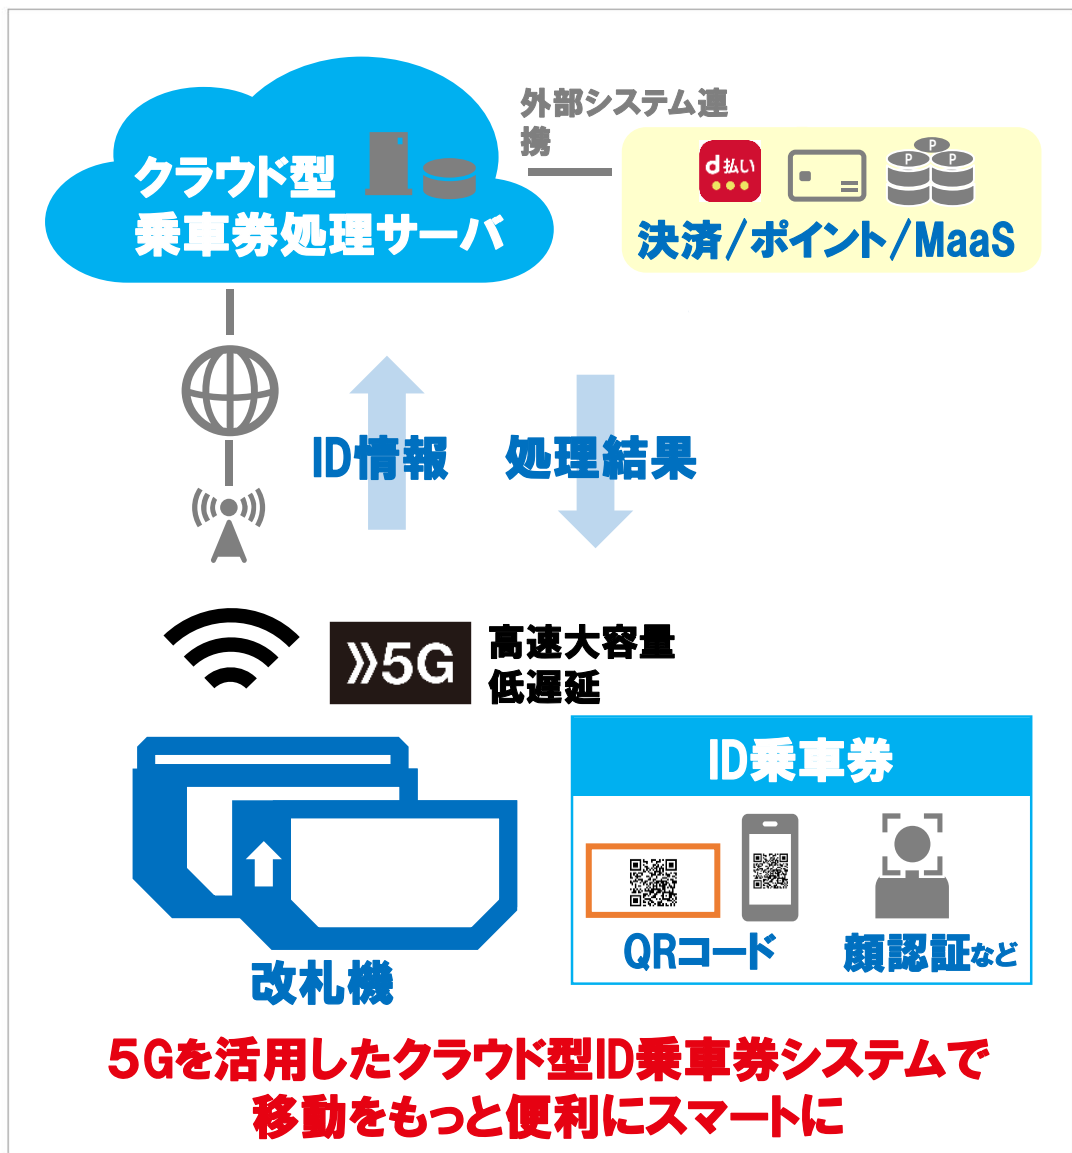 外部システム連
携
クラウド型
乗車券処理サーバ
d払い
P
P P
決済/ポイント/MaaS
ID情報 処理結果
5G
高速大容量
低遅延
ID乗車券
QRコード 顔認証など
改札機
5Gを活用したクラウド型ID乗車券システムで
移動をもっと便利にスマートに